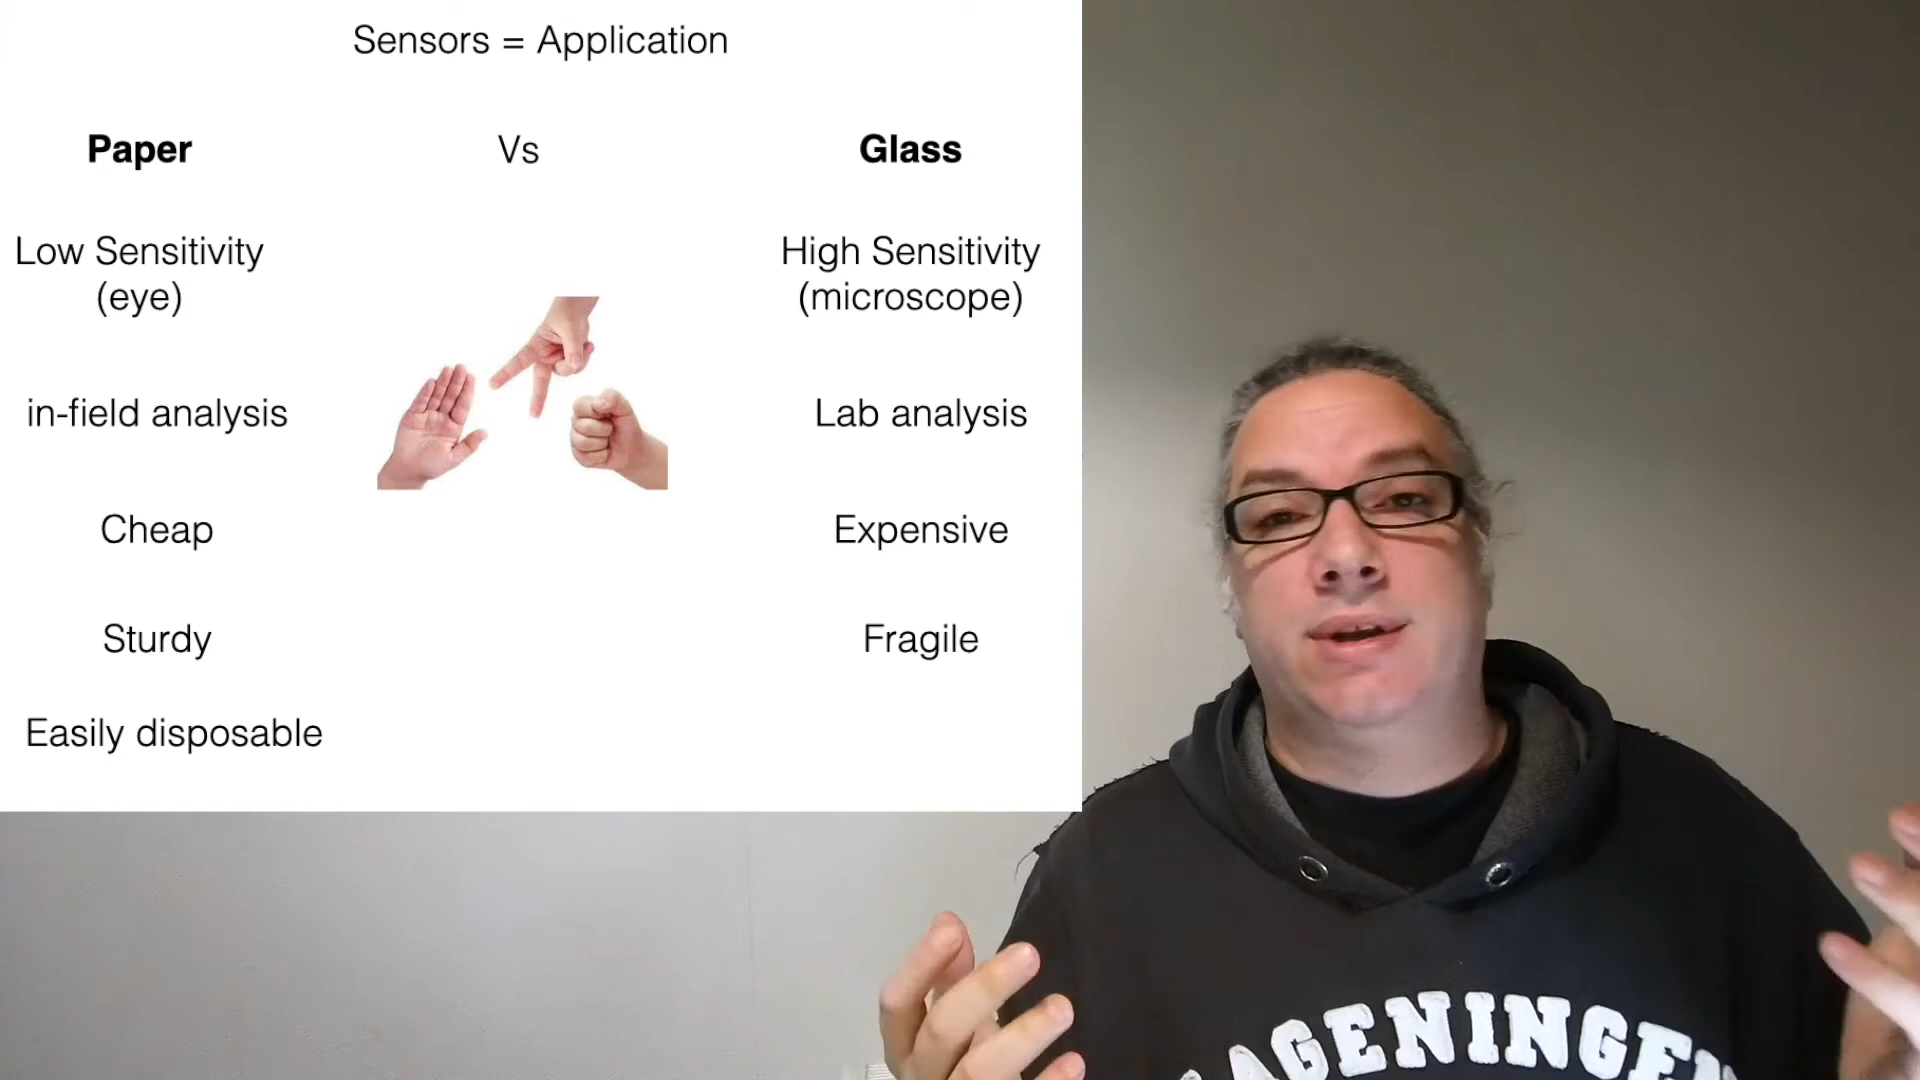 Sensors = Application
Paper Vs Glass
Low Sensitivity
(eye)
High Sensitivity
(microscope)
in-field analysis
Lab analysis
Cheap
Expensive
Sturdy
Fragile
Easily disposable